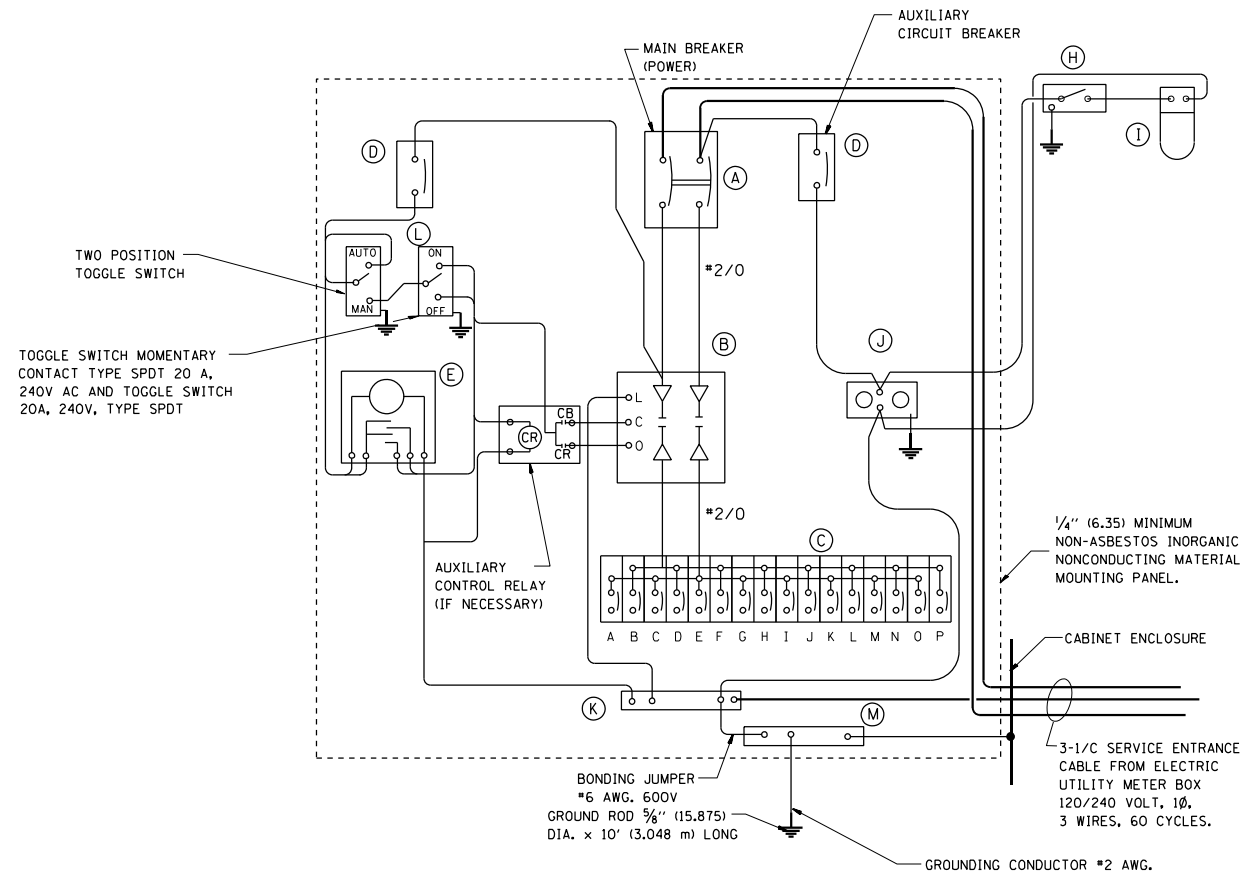 AUXILIARY
CIRCUIT BREAKER
MAIN BREAKER
(POWER)
H
I
D
A
D
L
AUTO
MAN
ON
OFF
TWO POSITION
TOGGLE SWITCH
#2/0
B
J
TOGGLE SWITCH MOMENTARY
CONTACT TYPE SPDT 20 A,
240V AC AND TOGGLE SWITCH
20A, 240V, TYPE SPDT
E
L
C
O
CB
CR
CR
#2/0
AUXILIARY
CONTROL RELAY
(IF NECESSARY)
C
A B C D E F G H I J K L M N O P
1/4'' (6.35) MINIMUM
NON-ASBESTOS INORGANIC
NONCONDUCTING MATERIAL
MOUNTING PANEL.
CABINET ENCLOSURE
K
M
3-1/C SERVICE ENTRANCE
CABLE FROM ELECTRIC
UTILITY METER BOX
120/240 VOLT, 1Ø,
3 WIRES, 60 CYCLES.
BONDING JUMPER
#6 AWG. 600V
GROUND ROD 5/8'' (15.875)
DIA. x 10' (3.048 m) LONG
GROUNDING CONDUCTOR #2 AWG.